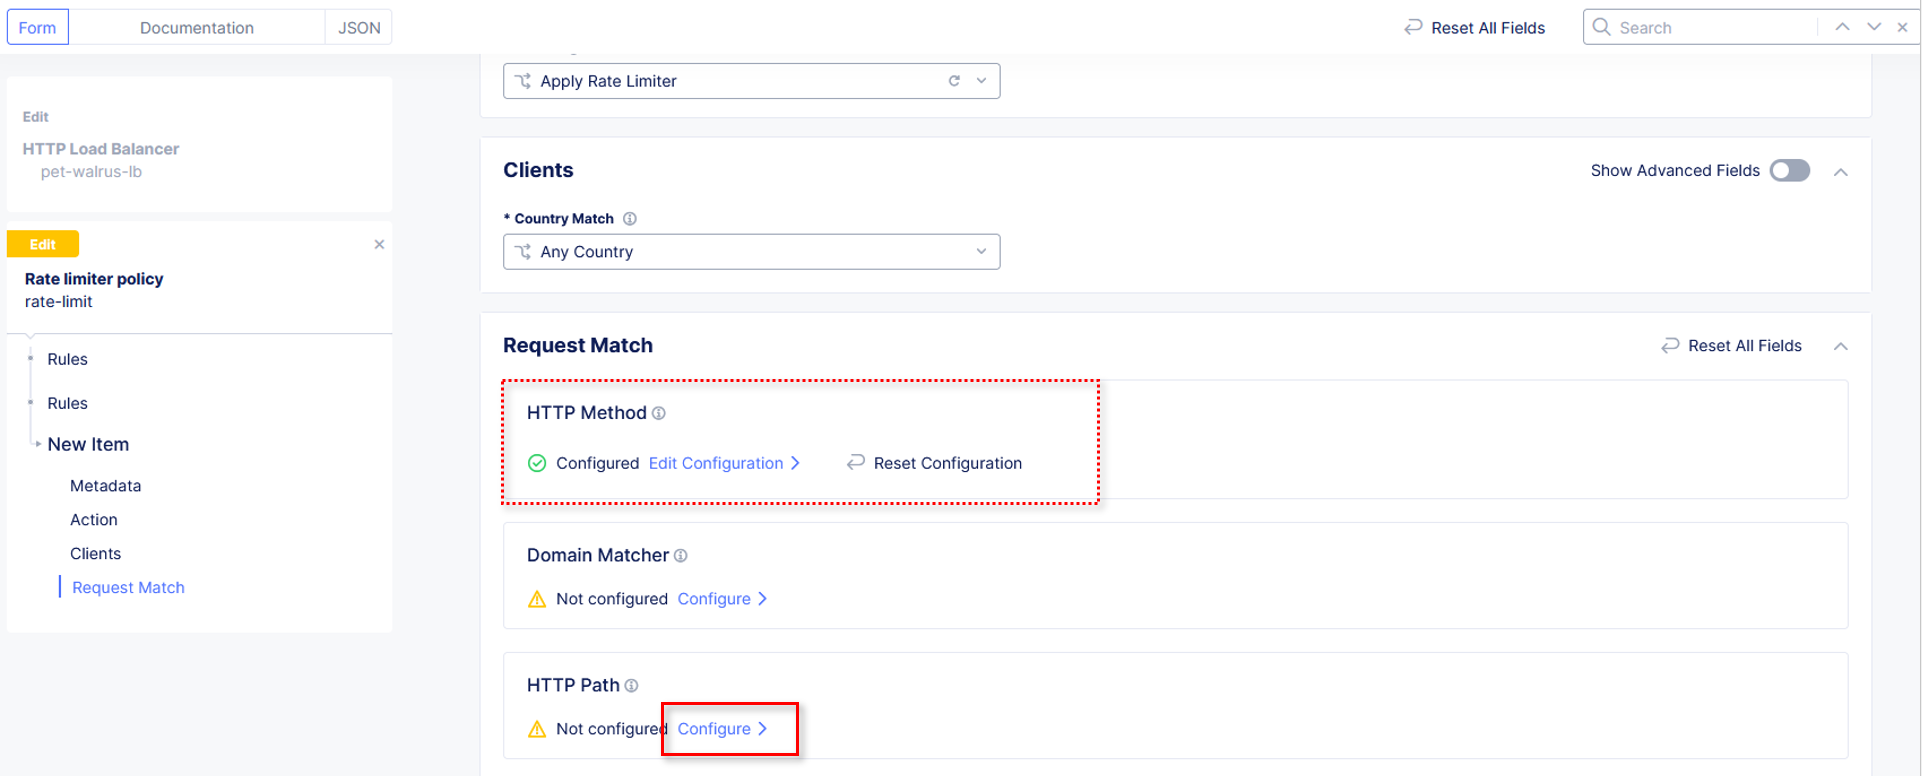 Form
Documentation
JSON
Reset All Fields
Search
Edit
HTTP Load Balancer
pet-walrus-lb
Edit
Rate limiter policy
rate-limit
Rules
Rules
New Item
Metadata
Action
Clients
Request Match
Apply Rate Limiter
Clients
Show Advanced Fields
* Country Match
Any Country
Request Match
Reset All Fields
HTTP Method
Configured Edit Configuration
Reset Configuration
Domain Matcher
Not configured Configure
HTTP Path
Not configured Configure